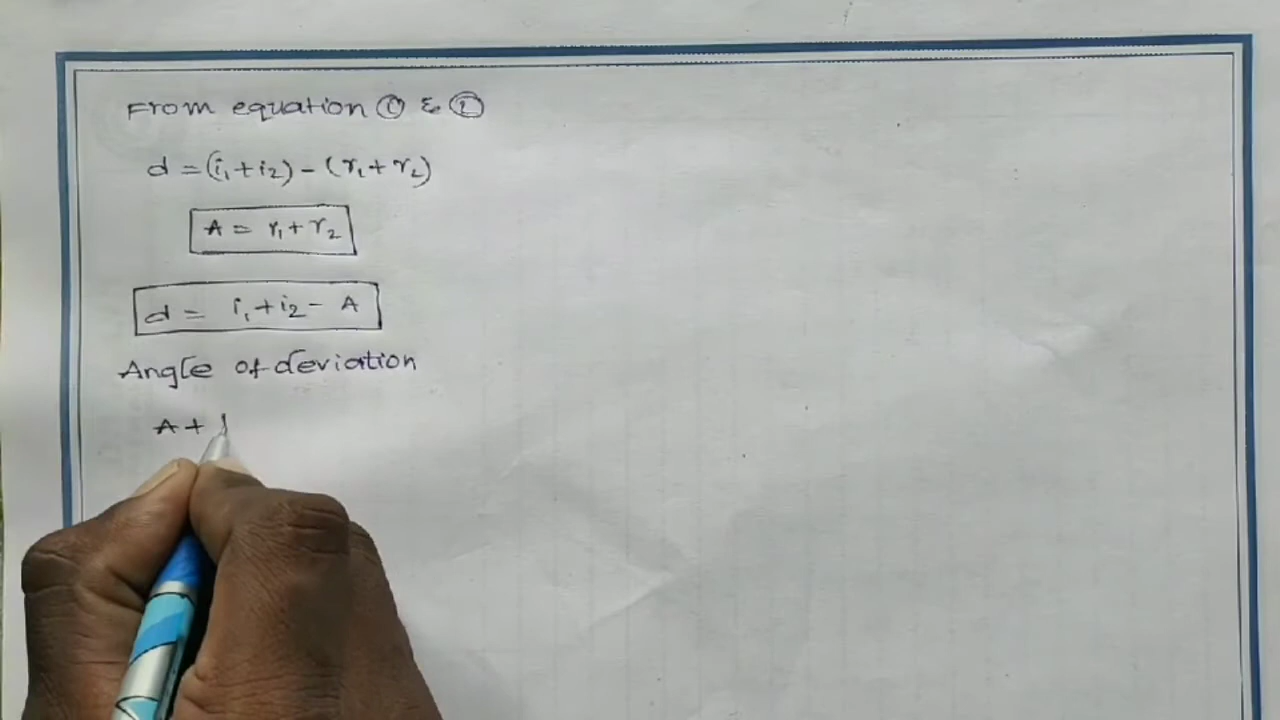 From equation ① & ②
d = (i₁ + i₂) - (r₁ + r₂)
A = r₁ + r₂
d = i₁ + i₂ - A
Angle of deviation
A +